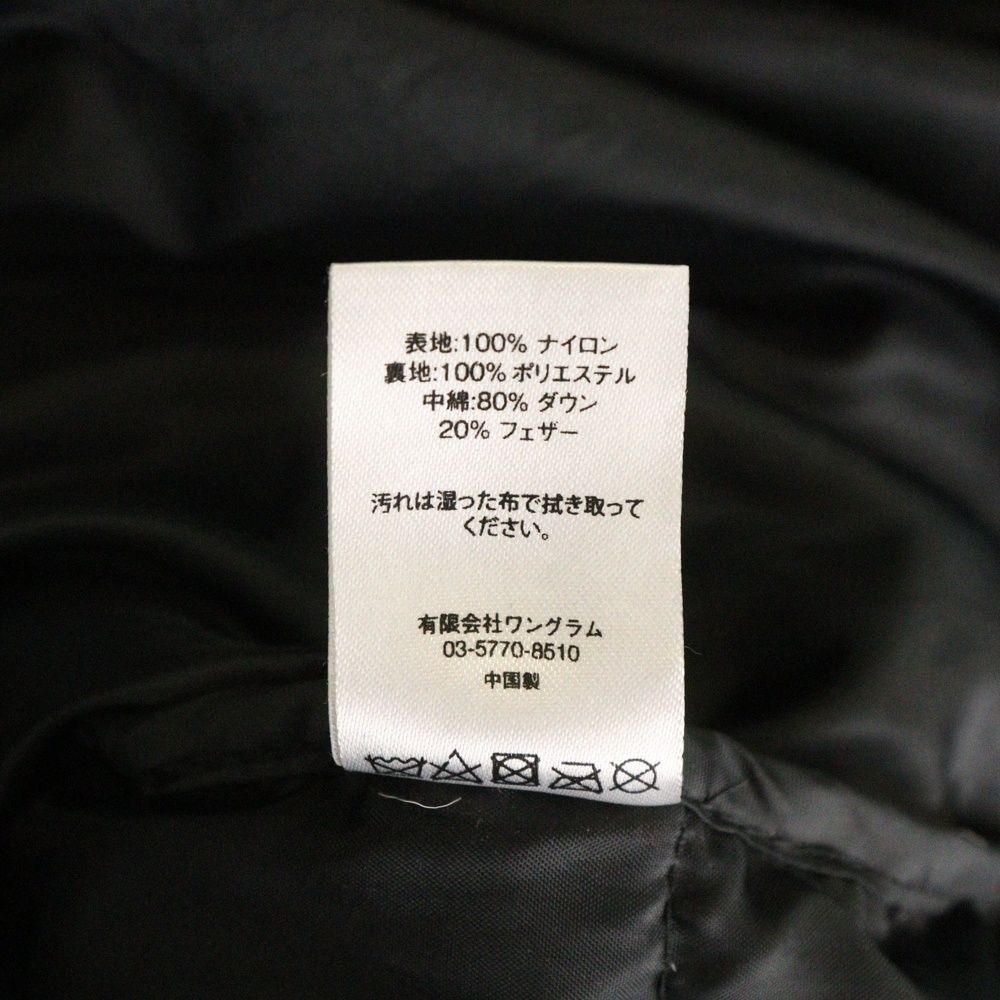 表地:100% ナイロン
裏地:100% ポリエステル
中綿:80% ダウン
20% フェザー
汚れは湿った布で拭き取って
ください。
有限会社ワングラム
03-5770-8510
中国製